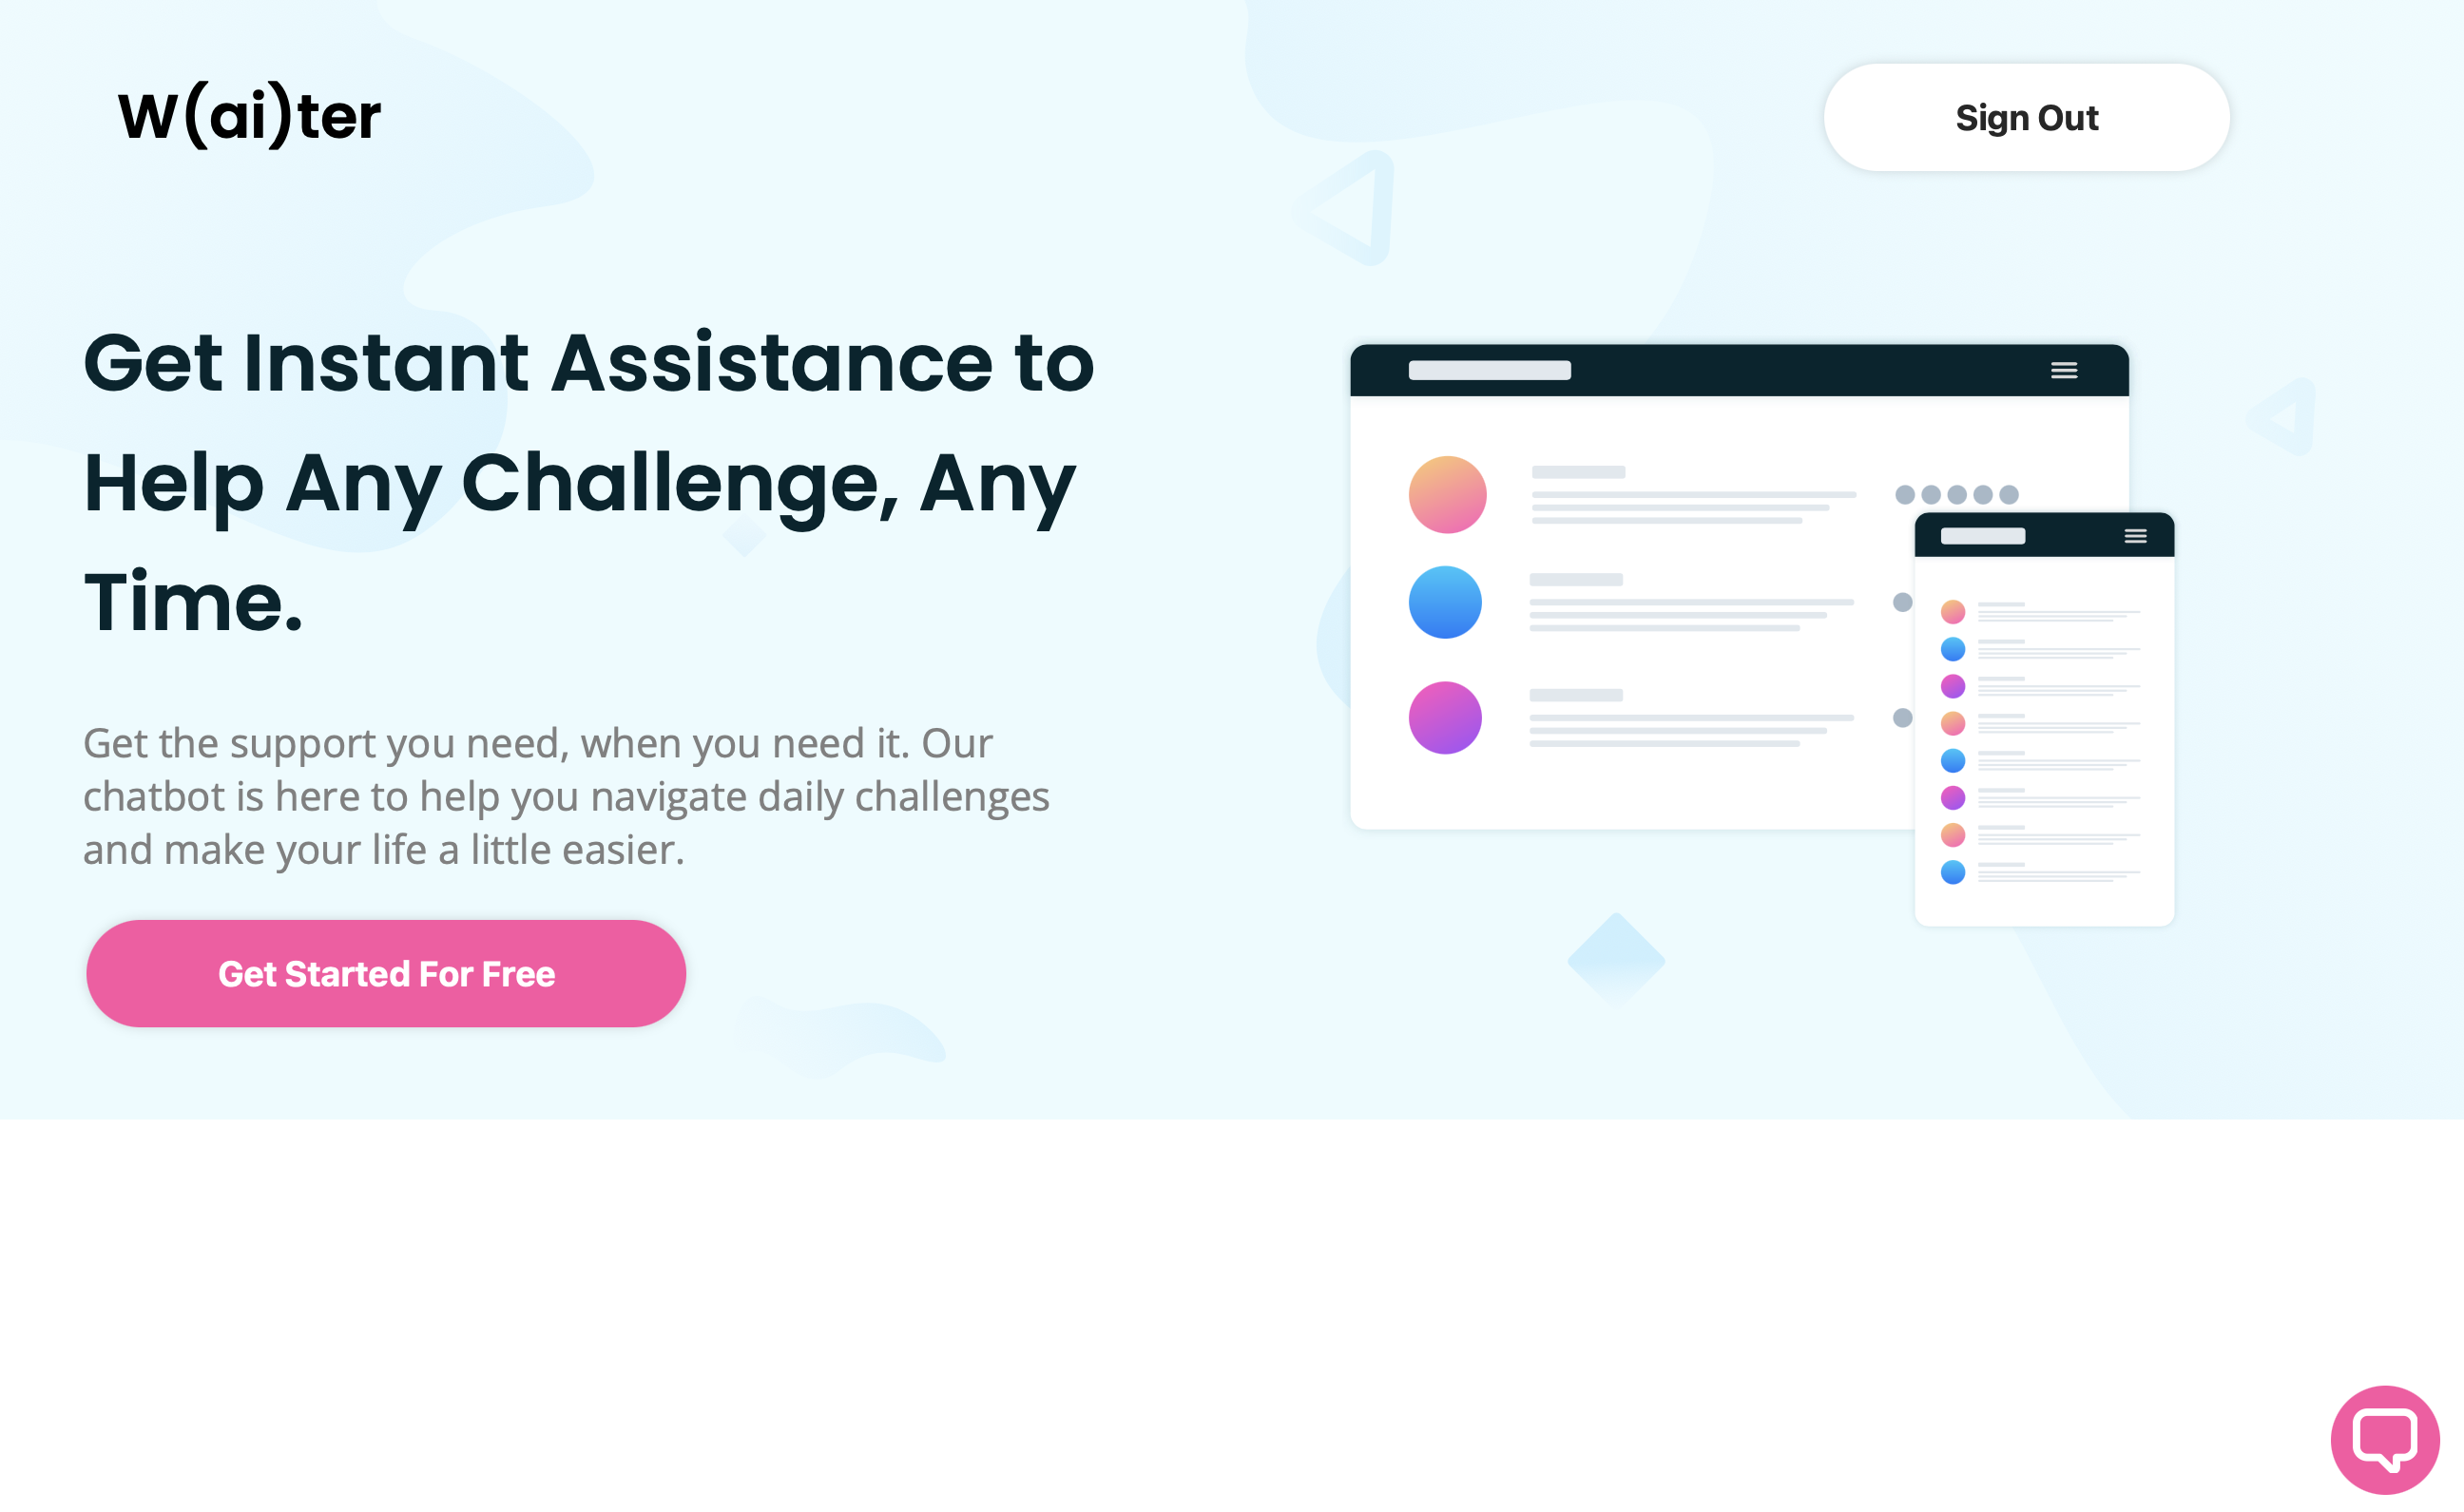 W(ai)ter
Sign Out
Get Instant Assistance to
Help Any Challenge, Any
Time.
Get the support you need, when you need it. Our
chatbot is here to help you navigate daily challenges
and make your life a little easier.
Get Started For Free